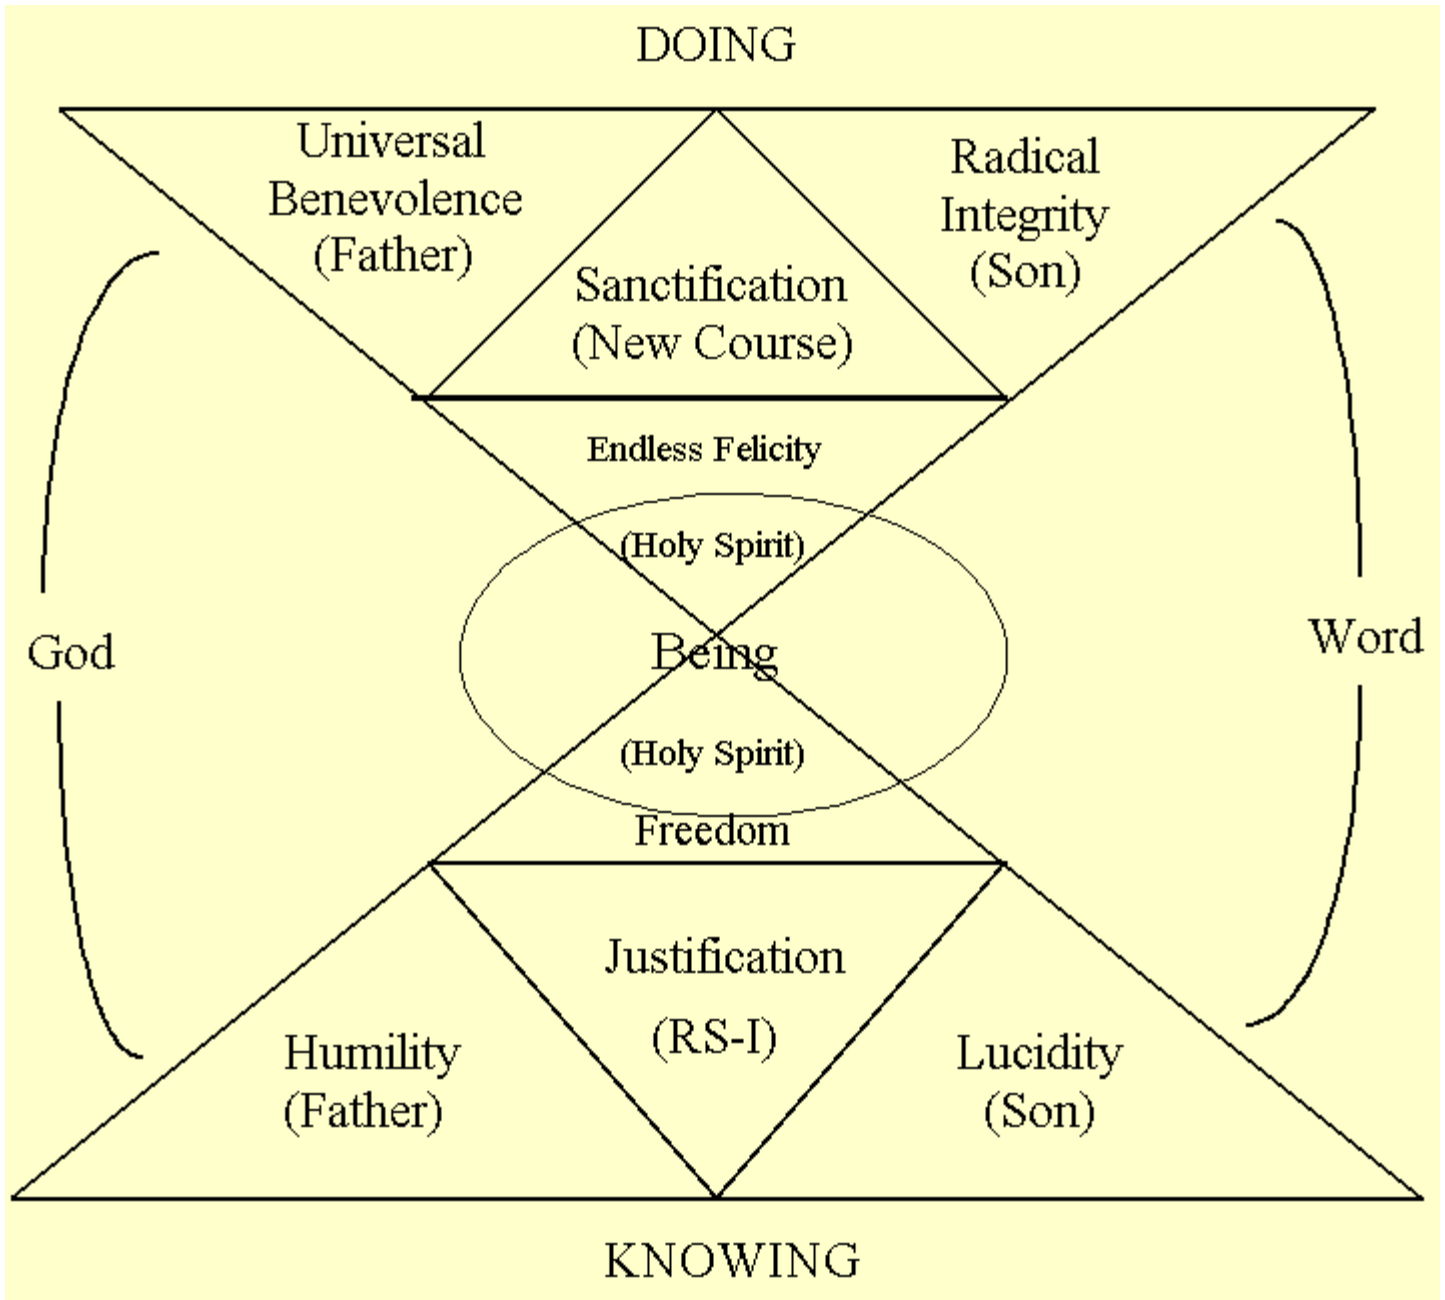 DOING
Universal
Benevolence
(Father)
Radical
Integrity
(Son)
Sanctification
(New Course)
Endless Felicity
(Holy Spirit)
God
Being
Word
(Holy Spirit)
Freedom
Justification
(RS-I)
Humility
(Father)
Lucidity
(Son)
KNOWING